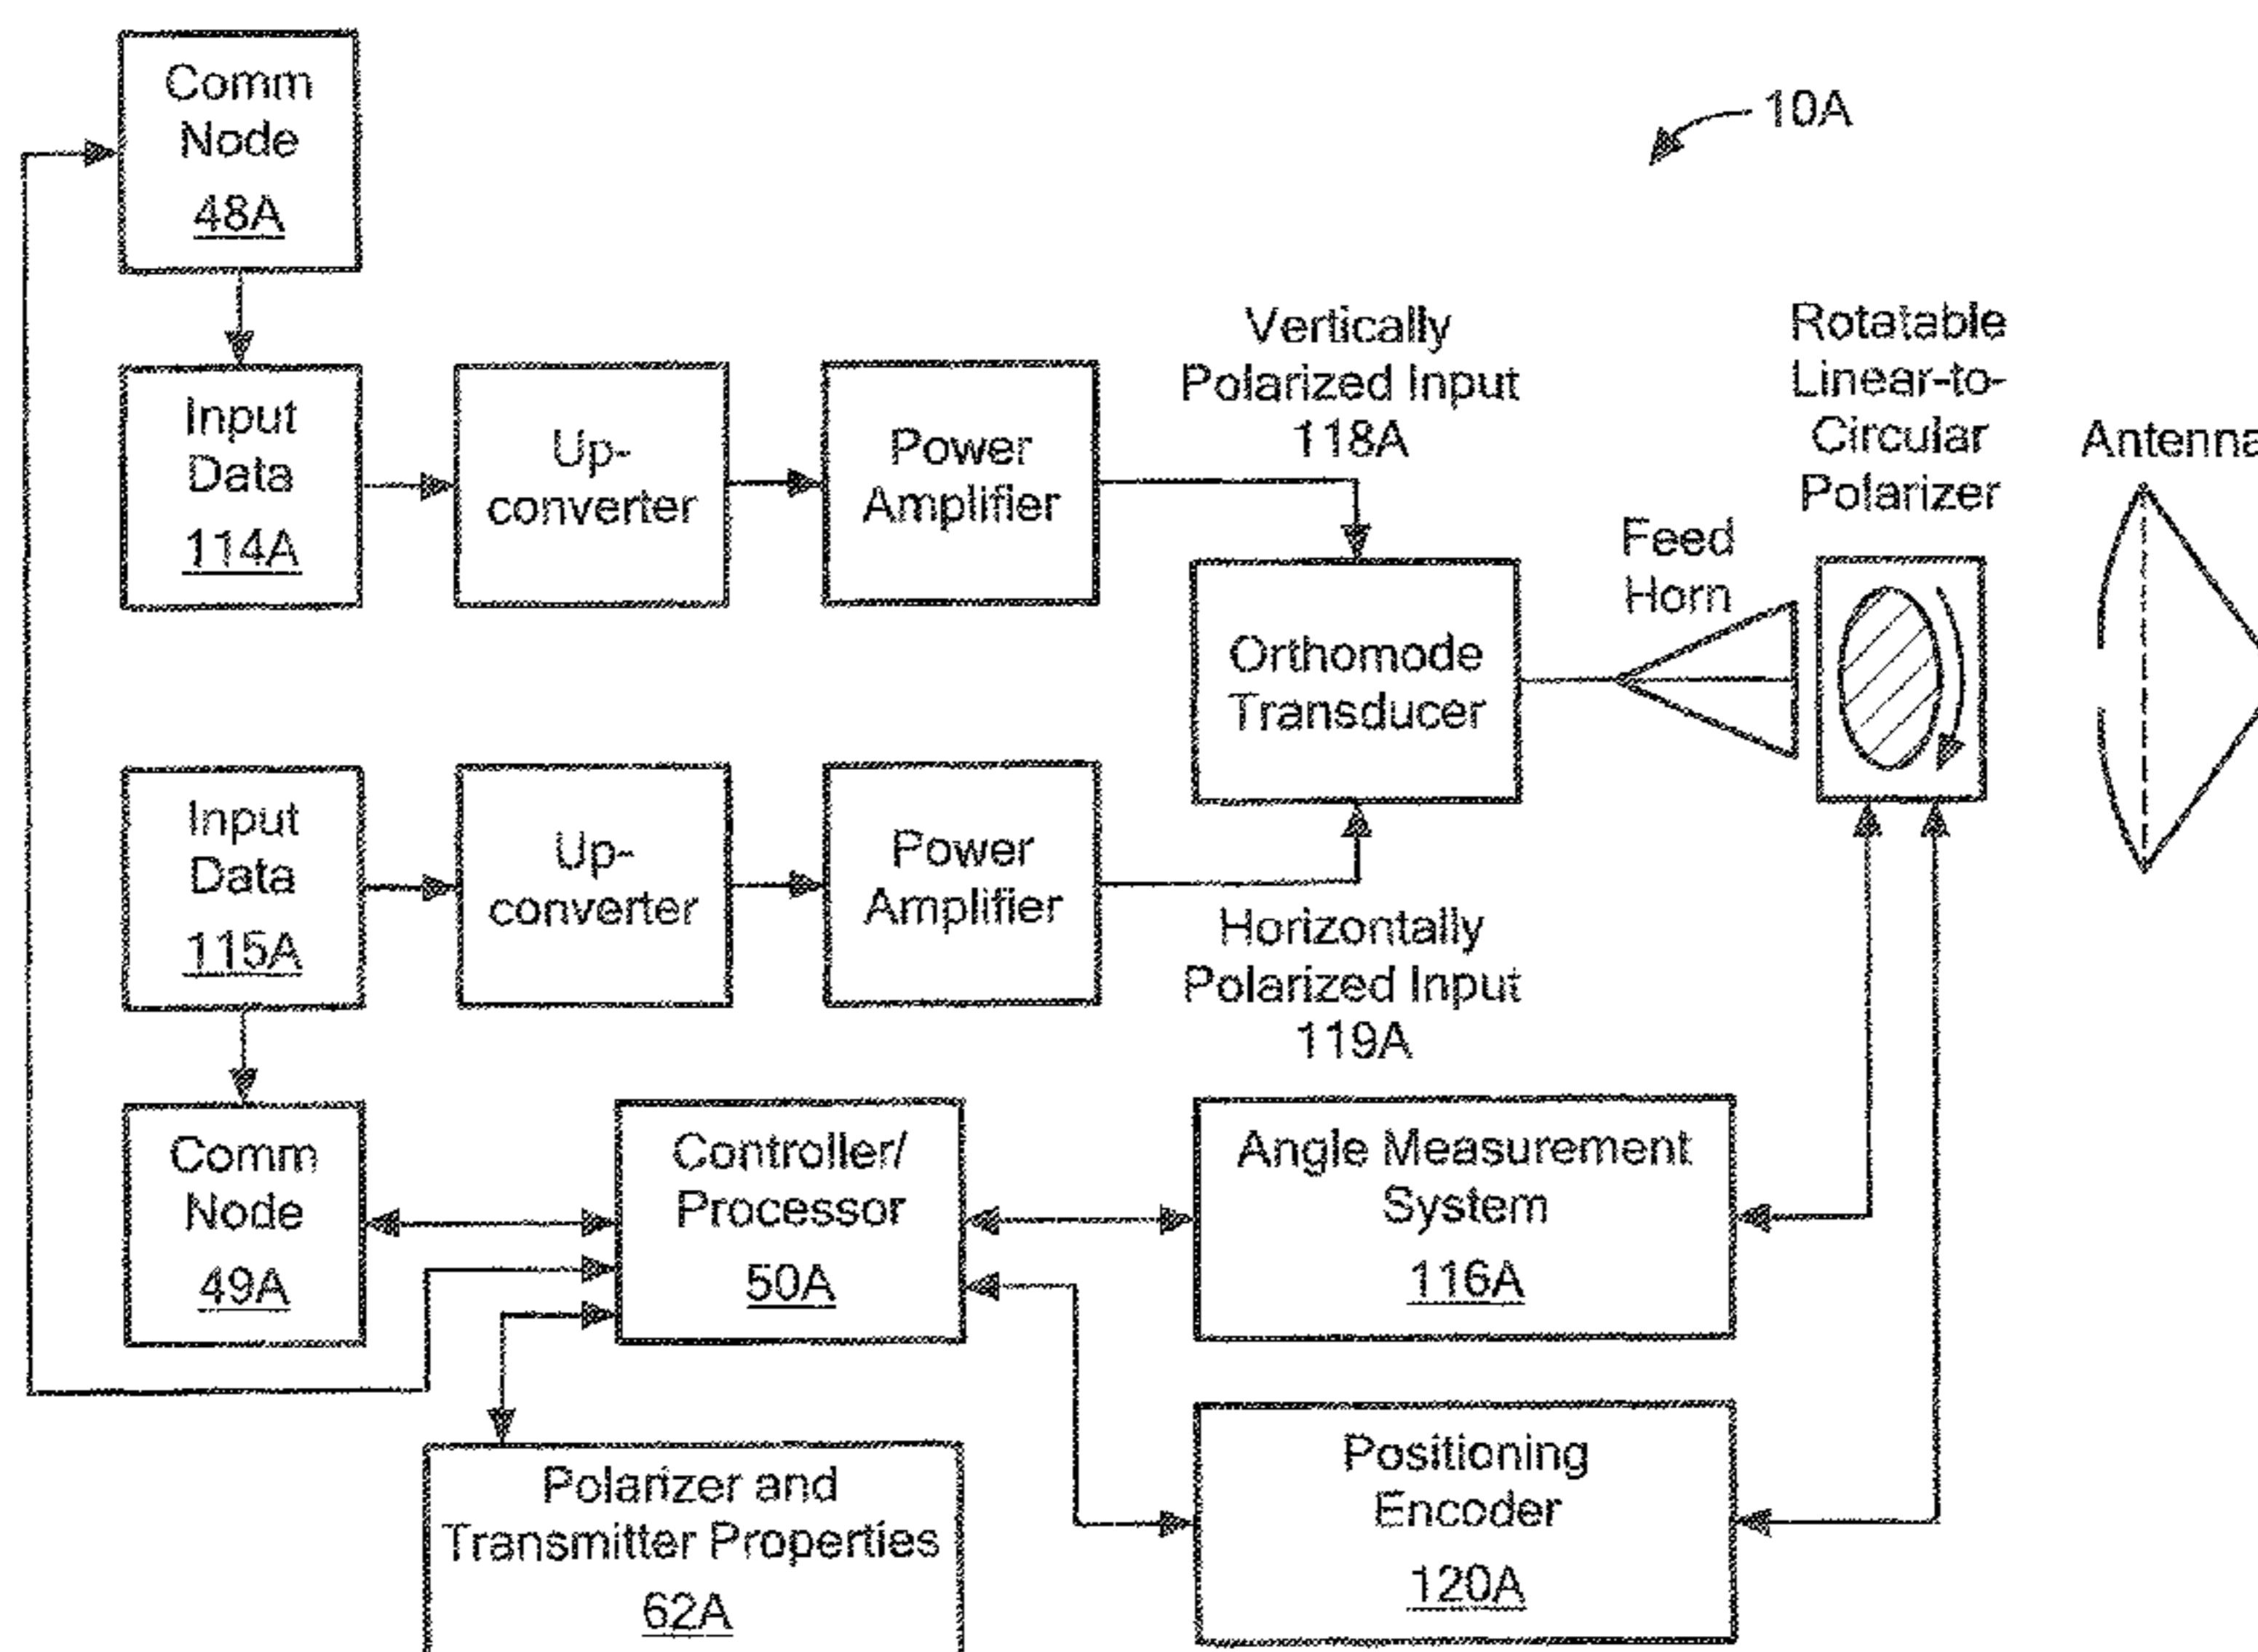 Comm
Node
48A
10A
Input
Data
114A
Up-
converter
Power
Amplifier
Vertically
Polarized Input
118A
Rotatable
Linear-to-
Circular
Polarizer
Antenna
Feed
Horn
Orthomode
Transducer
Input
Data
115A
Up-
converter
Power
Amplifier
Horizontally
Polarized Input
119A
Comm
Node
49A
Controller/
Processor
50A
Angle Measurement
System
116A
Polarizer and
Transmitter Properties
62A
Positioning
Encoder
120A